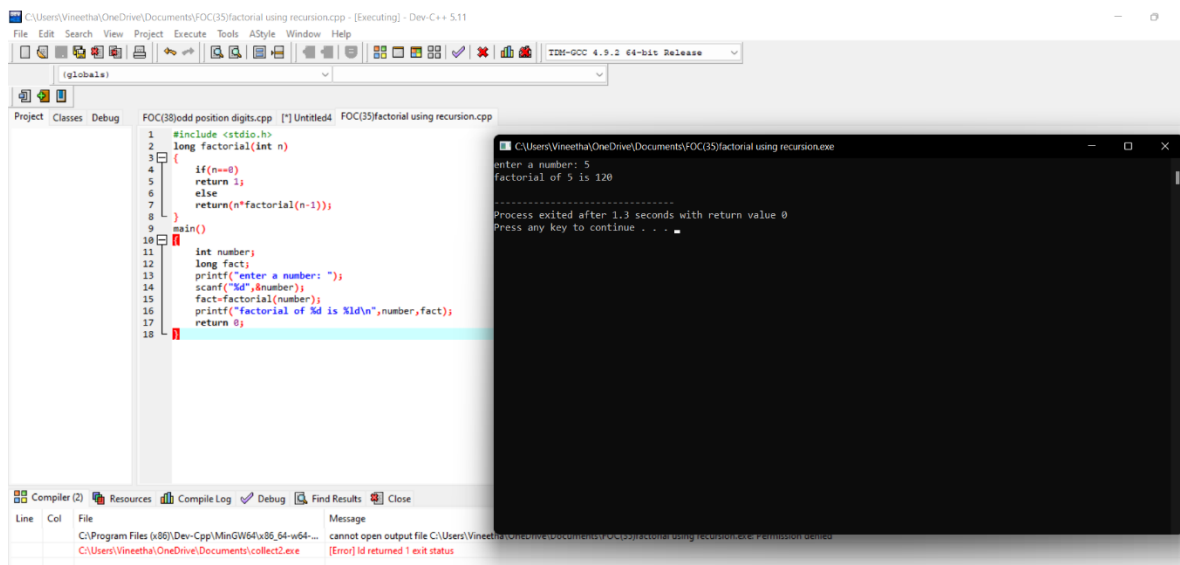 C:\Users\Vineetha\OneDrive\Documents\FOC(35)factorial using recursion.cpp - [Executing] - Dev-C++ 5.11
File Edit Search View Project Execute Tools AStyle Window Help
TDM-GCC 4.9.2 64-bit Release
(globals)
Project Classes Debug
FOC(38)odd position digits.cpp [*] Untitled4 FOC(35)factorial using recursion.cpp
1 #include <stdio.h>
2 long factorial(int n)
3 {
4 if(n==0)
5 return 1;
6 else
7 return(n*factorial(n-1));
8 }
9 main()
10 {
11 int number;
12 long fact;
13 printf("enter a number: ");
14 scanf("%d",&number);
15 fact=factorial(number);
16 printf("factorial of %d is %ld\n",number,fact);
17 return 0;
18 }
C:\Users\Vineetha\OneDrive\Documents\FOC(35)factorial using recursion.exe
enter a number: 5
factorial of 5 is 120
--------------------------------
Process exited after 1.3 seconds with return value 0
Press any key to continue . . .
Compiler (2) Resources Compile Log Debug Find Results Close
Line Col File Message
C:\Program Files (x86)\Dev-Cpp\MinGW64\x86_64-w64-... cannot open output file C:\Users\Vineetha\OneDrive\Documents\FOC(35)factorial using recursion.exe: Permission denied
C:\Users\Vineetha\OneDrive\Documents\collect2.exe [Error] ld returned 1 exit status